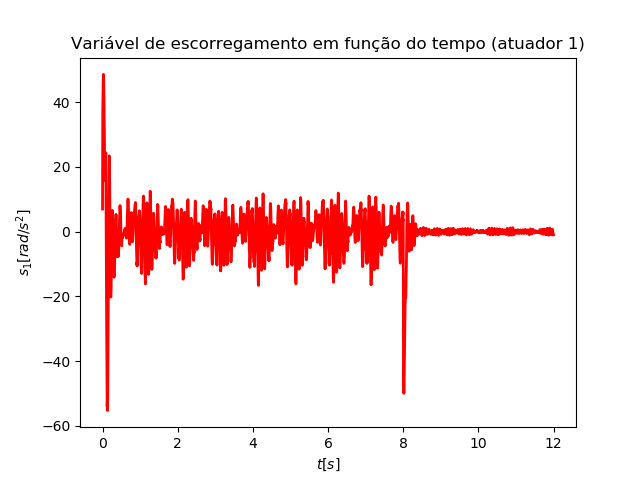 Variável de escorregamento em função do tempo (atuador 1)
40
20
0
−20
−40
−60
s₁[rad/s²]
0 2 4 6 8 10 12
t[s]